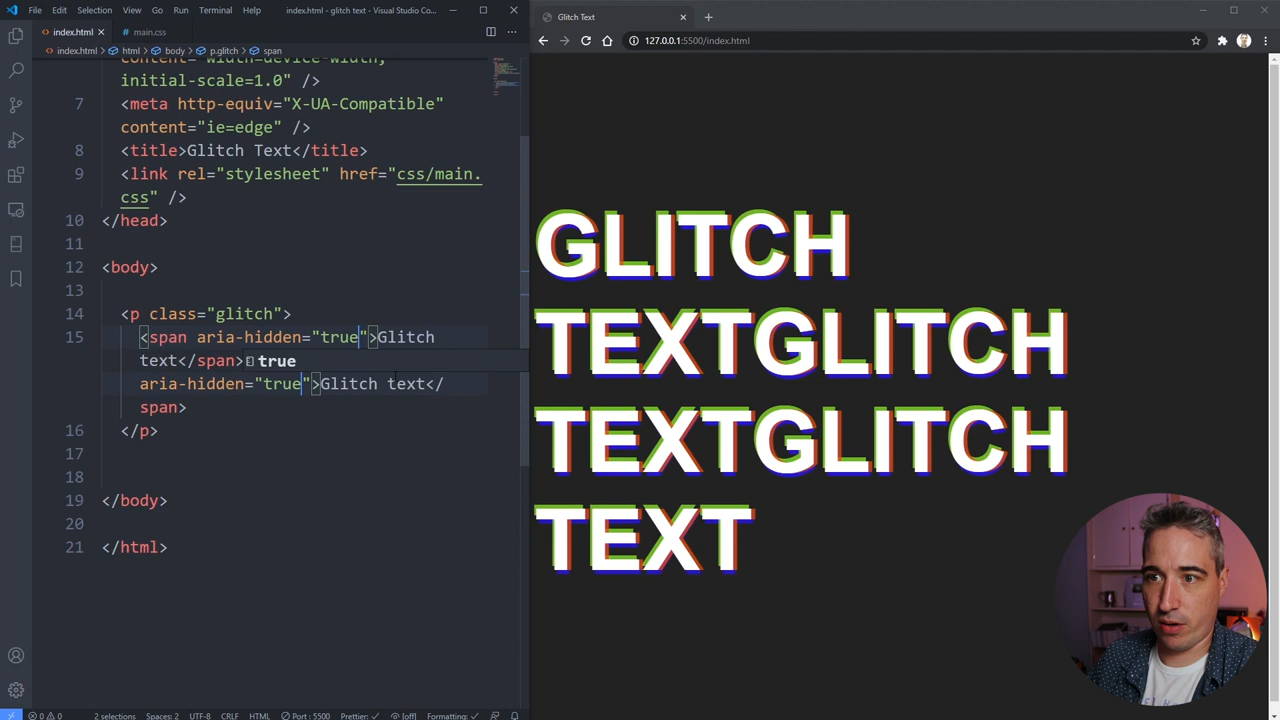 File Edit Selection View Go Run Terminal Help index.html - glitch text - Visual Studio Co...
index.html main.css
index.html > html > body > p.glitch > span
content="width=device-width,
initial-scale=1.0" />
7 <meta http-equiv="X-UA-Compatible"
content="ie=edge" />
8 <title>Glitch Text</title>
9 <link rel="stylesheet" href="css/main.
css" />
10 </head>
11
12 <body>
13
14 <p class="glitch">
15 <span aria-hidden="true">Glitch
text</span> true
aria-hidden="true">Glitch text</
span>
16 </p>
17
18
19 </body>
20
21 </html>
0 0 2 selections Spaces: 2 UTF-8 CRLF HTML Port : 5500 Prettier: ✓ [off] Formatting: ✓
Glitch Text
127.0.0.1:5500/index.html
GLITCH
TEXTGLITCH
TEXTGLITCH
TEXT